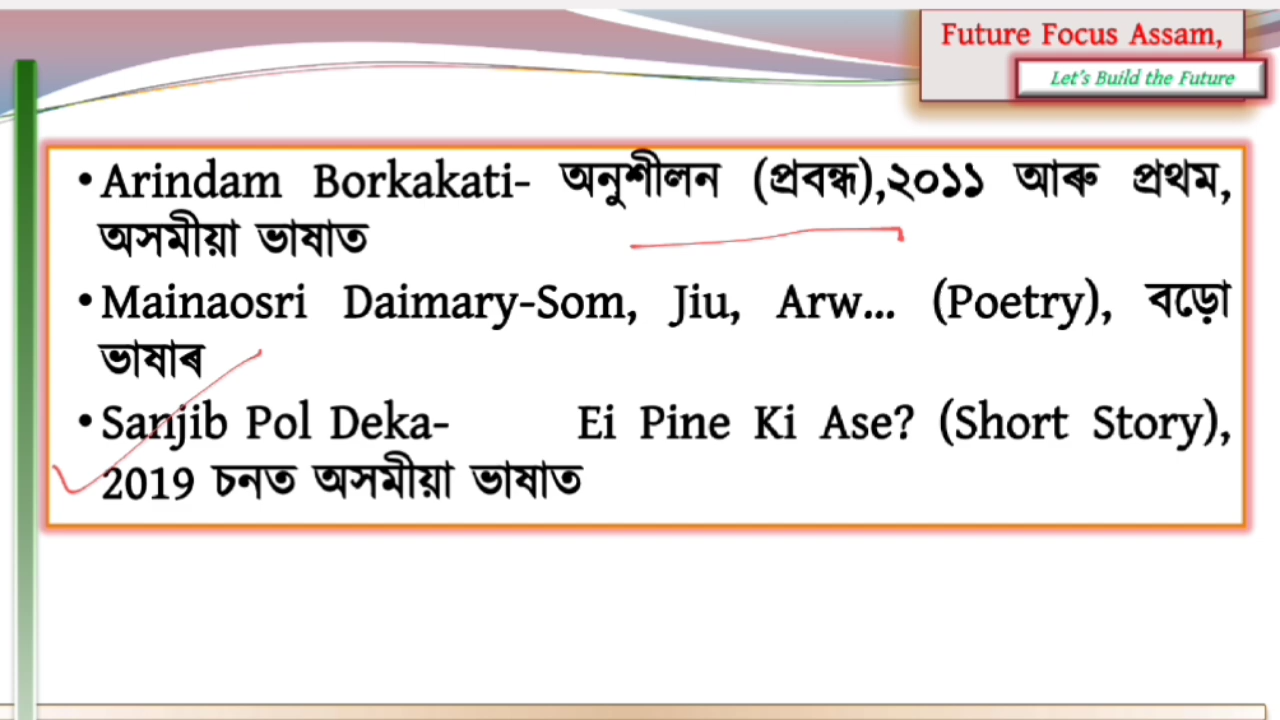 Future Focus Assam,
Let's Build the Future
•Arindam Borkakati- অনুশীলন (প্ৰবন্ধ),২০১১ আৰু প্ৰথম,
অসমীয়া ভাষাত
•Mainaosri Daimary-Som, Jiu, Arw... (Poetry), বড়ো
ভাষাৰ
•Sanjib Pol Deka- Ei Pine Ki Ase? (Short Story),
2019 চনত অসমীয়া ভাষাত